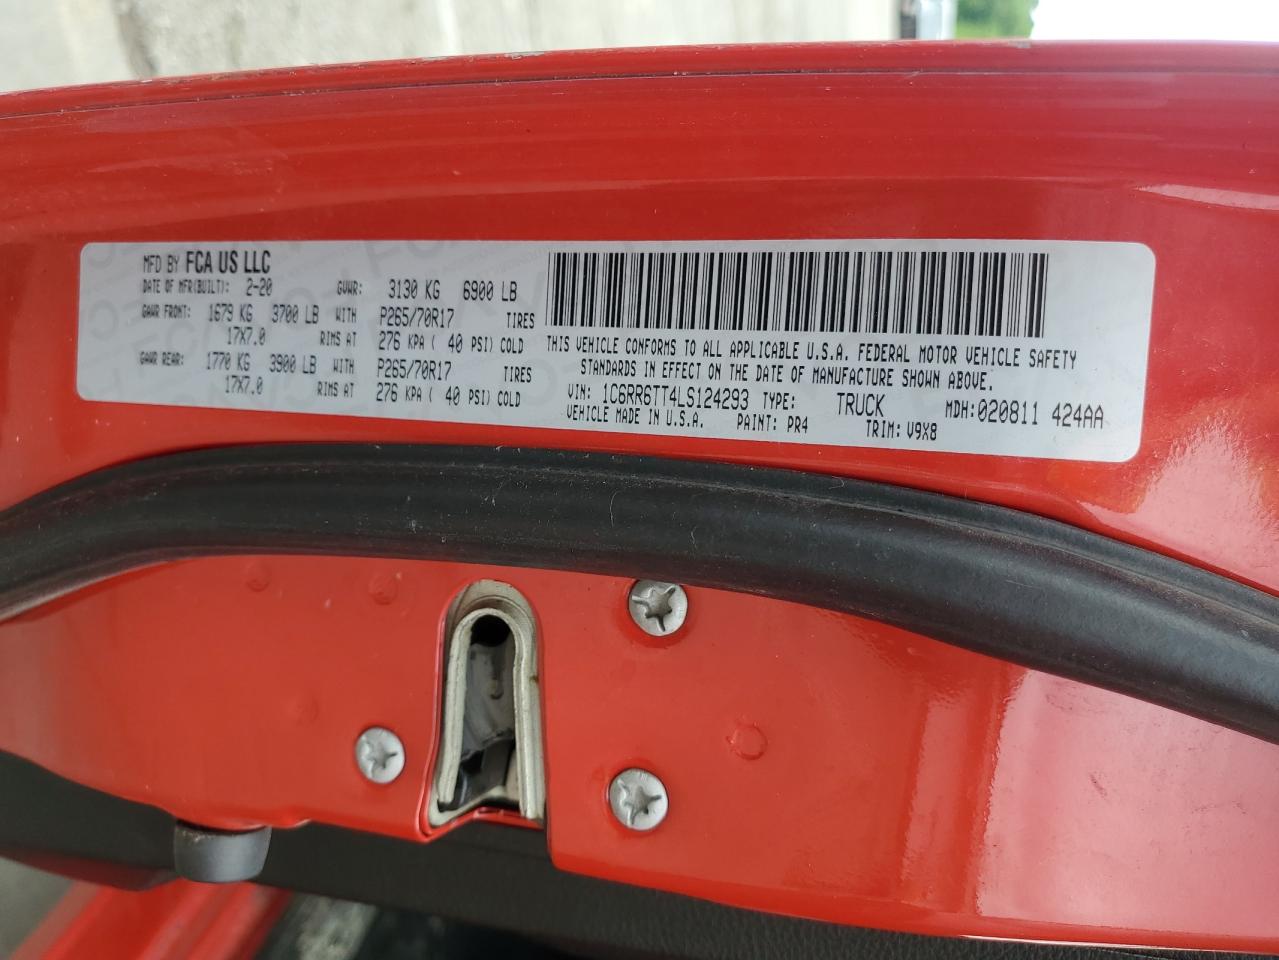 MFD BY FCA US LLC
DATE OF MFR(BUILT): 2-20 GVWR: 3130 KG 6900 LB
GAWR FRONT: 1679 KG 3700 LB WITH P265/70R17 TIRES
17X7.0 RIMS AT 276 KPA ( 40 PSI) COLD
GAWR REAR: 1770 KG 3900 LB WITH P265/70R17 TIRES
17X7.0 RIMS AT 276 KPA ( 40 PSI) COLD
THIS VEHICLE CONFORMS TO ALL APPLICABLE U.S.A. FEDERAL MOTOR VEHICLE SAFETY
STANDARDS IN EFFECT ON THE DATE OF MANUFACTURE SHOWN ABOVE.
VIN: 1C6RR6TT4LS124293 TYPE: TRUCK MDH:020811 424AA
VEHICLE MADE IN U.S.A. PAINT: PR4 TRIM: V9X8